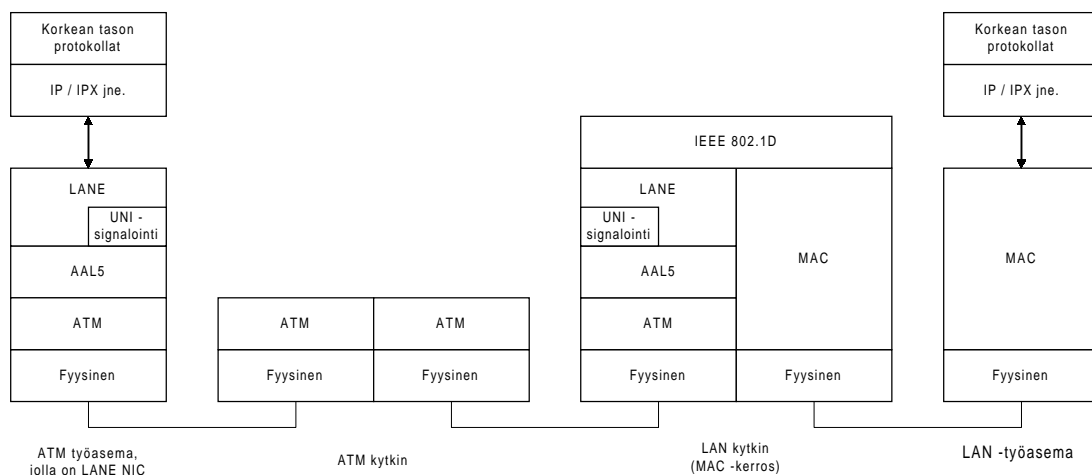 Korkean tason
protokollat
IP / IPX jne.
LANE
UNI -
signalointi
AAL5
ATM
Fyysinen
ATM työasema,
jolla on LANE NIC
ATM
ATM
Fyysinen
Fyysinen
ATM kytkin
IEEE 802.1D
LANE
UNI -
signalointi
AAL5
ATM
Fyysinen
MAC
Fyysinen
LAN kytkin
(MAC -kerros)
Korkean tason
protokollat
IP / IPX jne.
MAC
Fyysinen
LAN -työasema